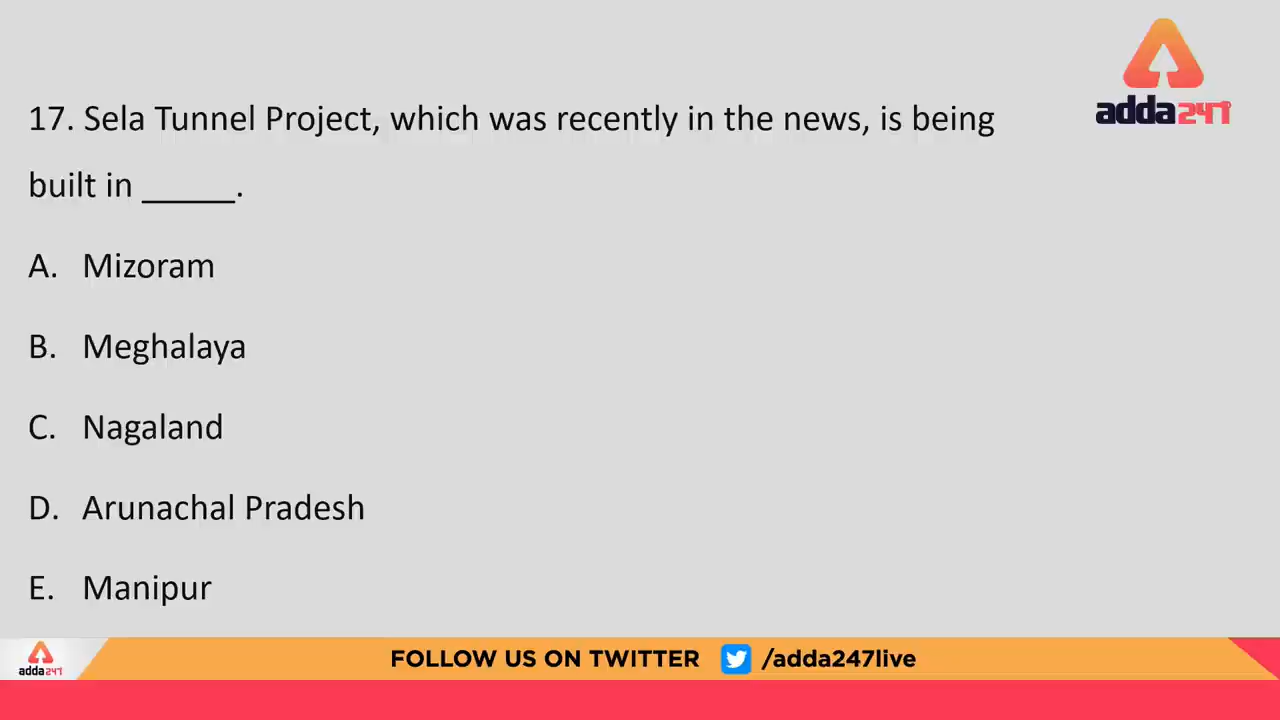 adda247
17. Sela Tunnel Project, which was recently in the news, is being
built in _____.
A. Mizoram
B. Meghalaya
C. Nagaland
D. Arunachal Pradesh
E. Manipur
adda247
FOLLOW US ON TWITTER /adda247live